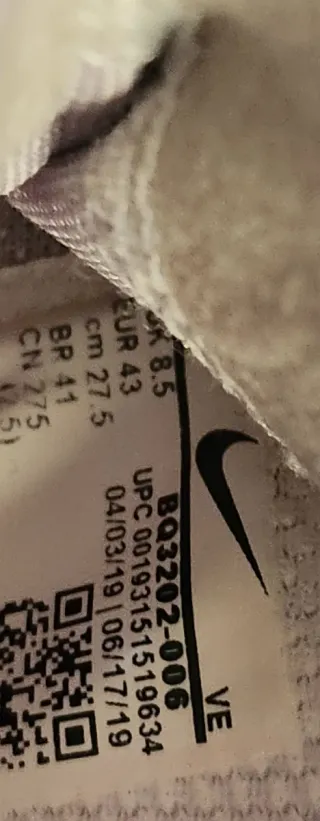 VE
UK 8.5
EUR 43
cm 27.5
BR 41
CN 275
BQ3202-006
UPC 00193151519634
04/03/19 | 06/17/19